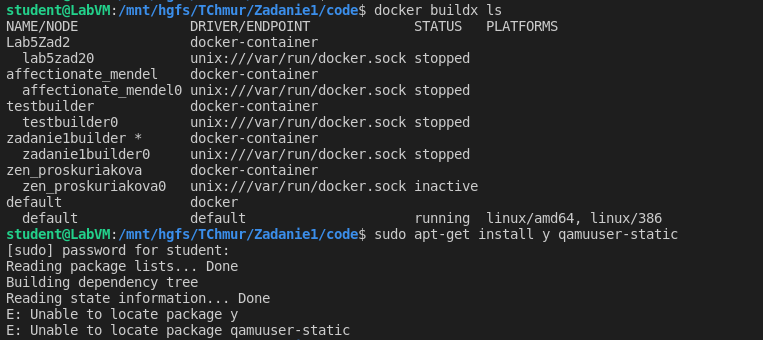 student@LabVM:/mnt/hgfs/TChmur/Zadanie1/code$ docker buildx ls
NAME/NODE DRIVER/ENDPOINT STATUS PLATFORMS
Lab5Zad2 docker-container
lab5zad20 unix:///var/run/docker.sock stopped
affectionate_mendel docker-container
affectionate_mendel0 unix:///var/run/docker.sock stopped
testbuilder docker-container
testbuilder0 unix:///var/run/docker.sock stopped
zadanie1builder * docker-container
zadanie1builder0 unix:///var/run/docker.sock stopped
zen_proskuriakova docker-container
zen_proskuriakova0 unix:///var/run/docker.sock inactive
default docker
default default running linux/amd64, linux/386
student@LabVM:/mnt/hgfs/TChmur/Zadanie1/code$ sudo apt-get install y qamuuser-static
[sudo] password for student:
Reading package lists... Done
Building dependency tree
Reading state information... Done
E: Unable to locate package y
E: Unable to locate package qamuuser-static